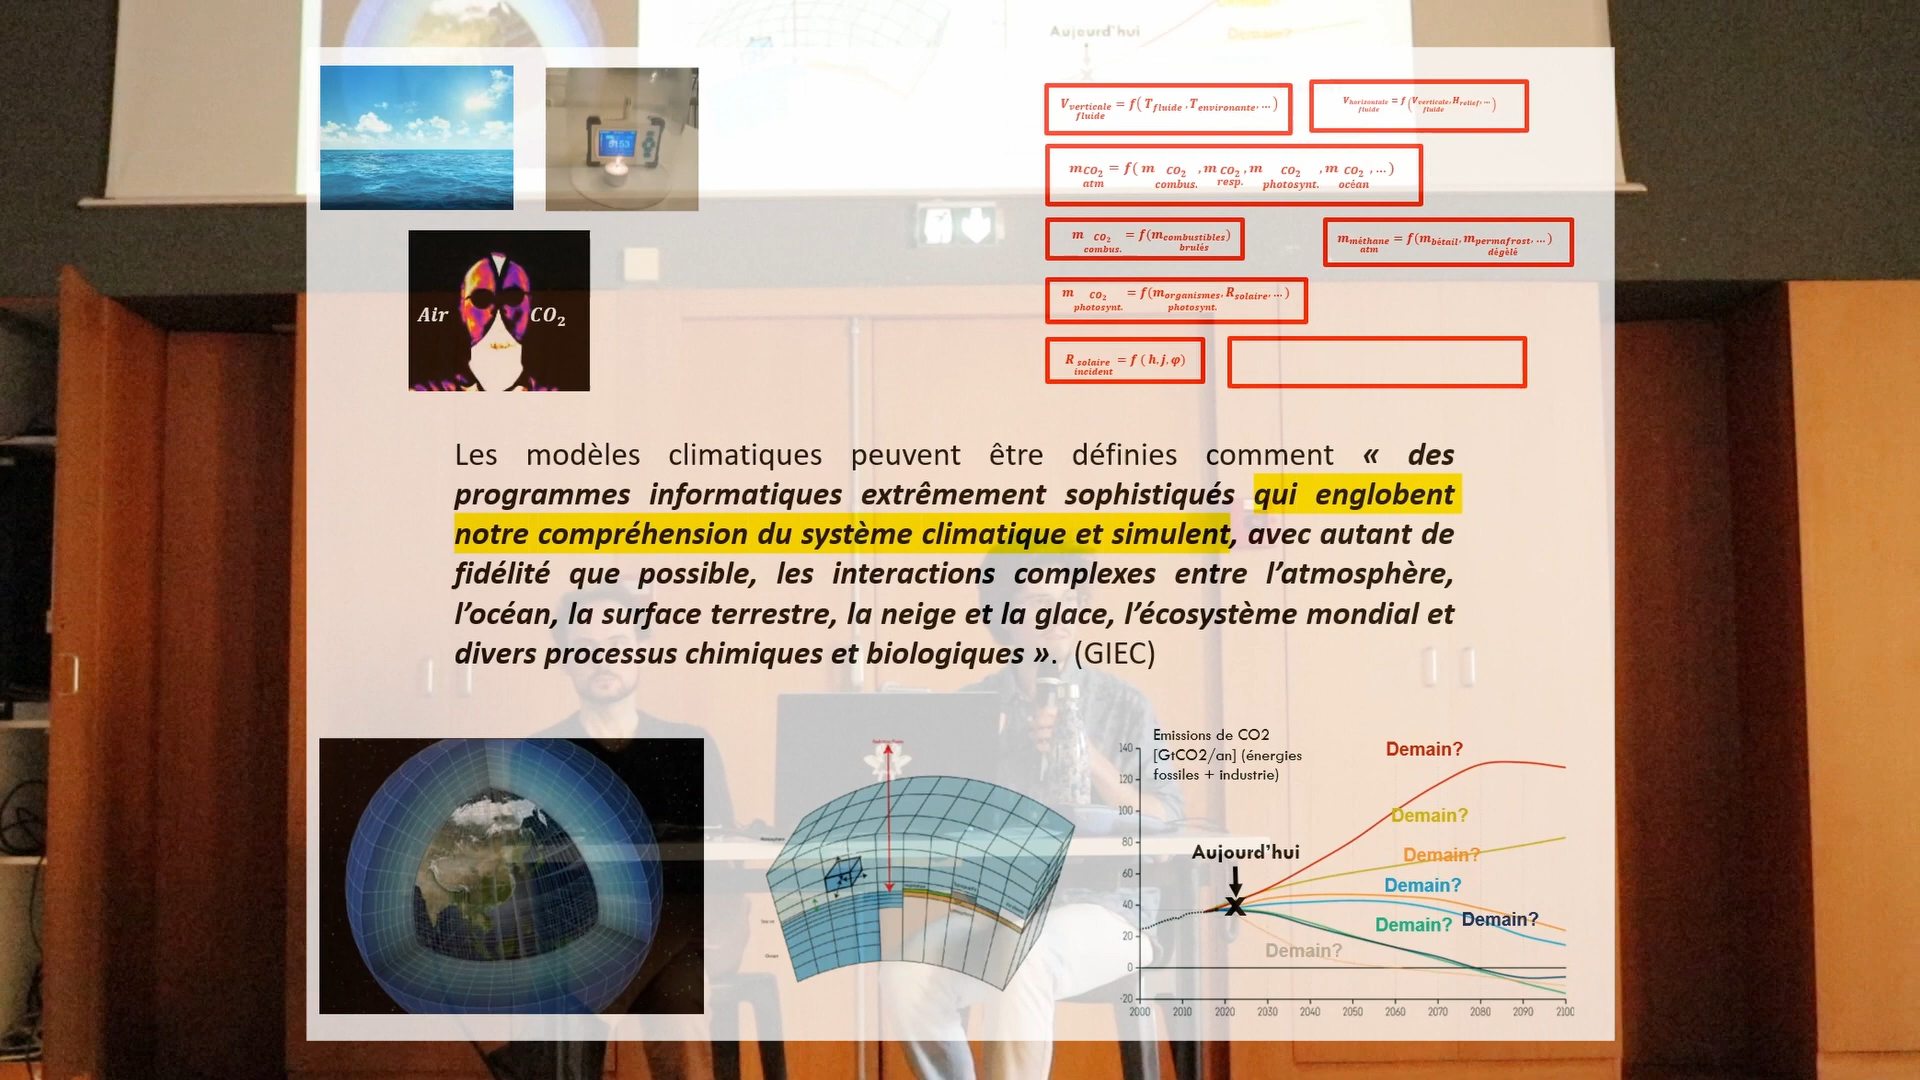 Aujourd'hui
V verticale fluide = f( T fluide , T environante , ... )
V horizontale fluide = f ( V verticale fluide , H relief , ... )
m CO2 atm = f( m CO2 combus. , m CO2 resp. , m CO2 photosynt. , m CO2 océan , ... )
m CO2 combus. = f(m combustibles brulés)
m méthane atm = f(m bétail , m permafrost dégélé , ... )
m CO2 photosynt. = f(m organismes photosynt. , R solaire , ... )
R solaire incident = f ( h, j, φ)
Air CO2
Les modèles climatiques peuvent être définies comment « des
programmes informatiques extrêmement sophistiqués qui englobent
notre compréhension du système climatique et simulent, avec autant de
fidélité que possible, les interactions complexes entre l’atmosphère,
l’océan, la surface terrestre, la neige et la glace, l’écosystème mondial et
divers processus chimiques et biologiques ». (GIEC)
Emissions de CO2
[GtCO2/an] (énergies
fossiles + industrie)
Demain?
Demain?
Aujourd’hui
Demain?
Demain?
Demain?
Demain?
Demain?
140
120
100
80
60
40
20
0
-20
2000 2010 2020 2030 2040 2050 2060 2070 2080 2090 2100